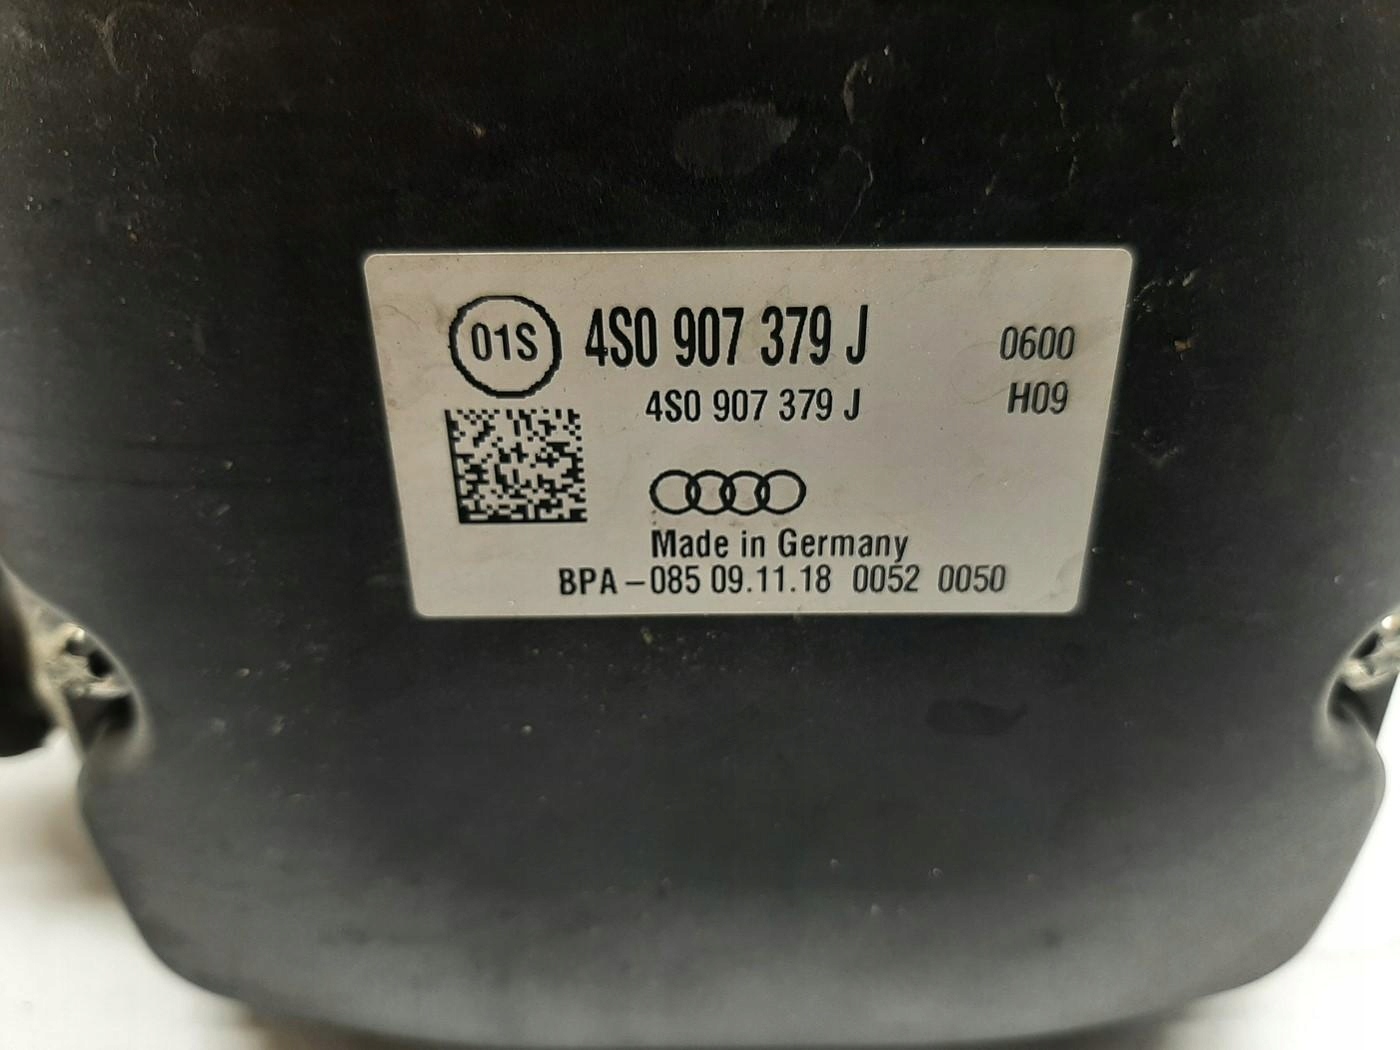 01S 4S0 907 379 J 0600
4S0 907 379 J H09
Made in Germany
BPA-085 09.11.18 0052 0050